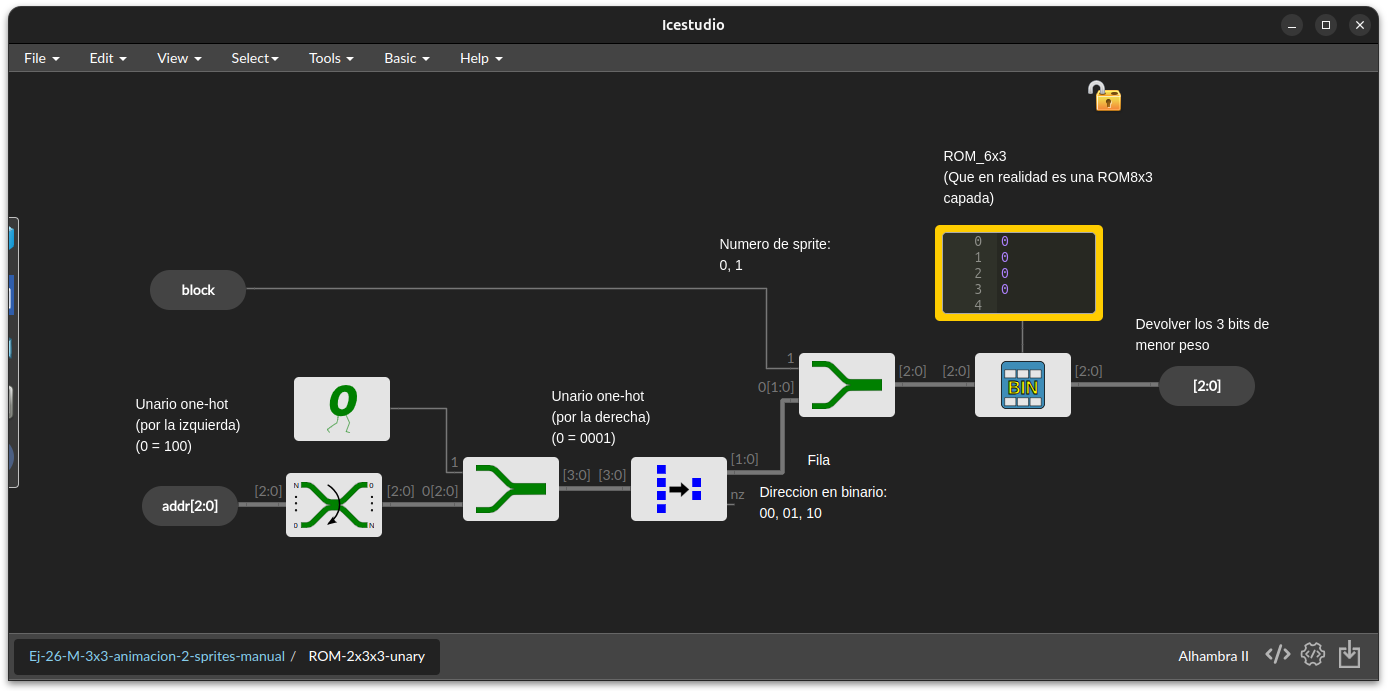 Icestudio
File Edit View Select Tools Basic Help
ROM_6x3
(Que en realidad es una ROM8x3
capada)
Numero de sprite:
0, 1
0 0
1 0
2 0
3 0
4
block
Devolver los 3 bits de
menor peso
1
0[1:0]
[2:0]
[2:0]
BIN
[2:0]
[2:0]
Unario one-hot
(por la izquierda)
(0 = 100)
0
Unario one-hot
(por la derecha)
(0 = 0001)
1
addr[2:0]
[2:0]
N 0
0 N
[2:0]
0[2:0]
[3:0]
[3:0]
[1:0]
nz
Fila
Direccion en binario:
00, 01, 10
Ej-26-M-3x3-animacion-2-sprites-manual / ROM-2x3x3-unary
Alhambra II